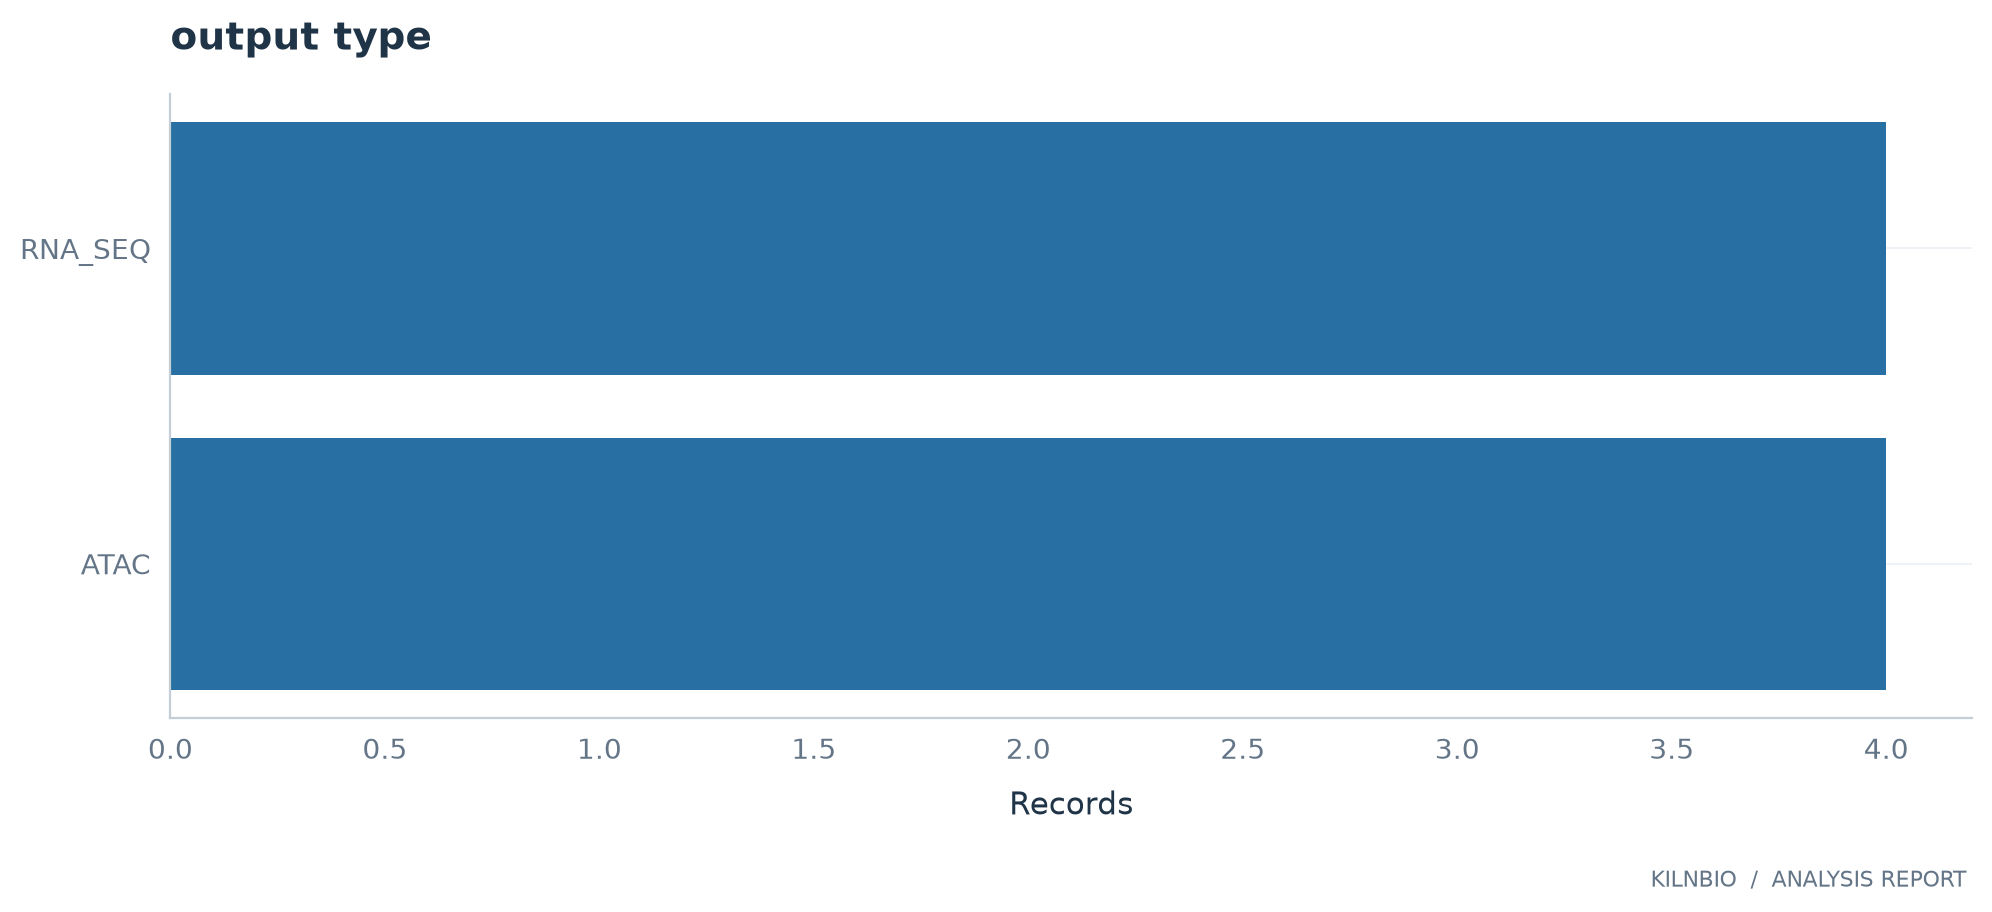 output type
RNA_SEQ
ATAC
0.0 0.5 1.0 1.5 2.0 2.5 3.0 3.5 4.0
Records
KILNBIO / ANALYSIS REPORT